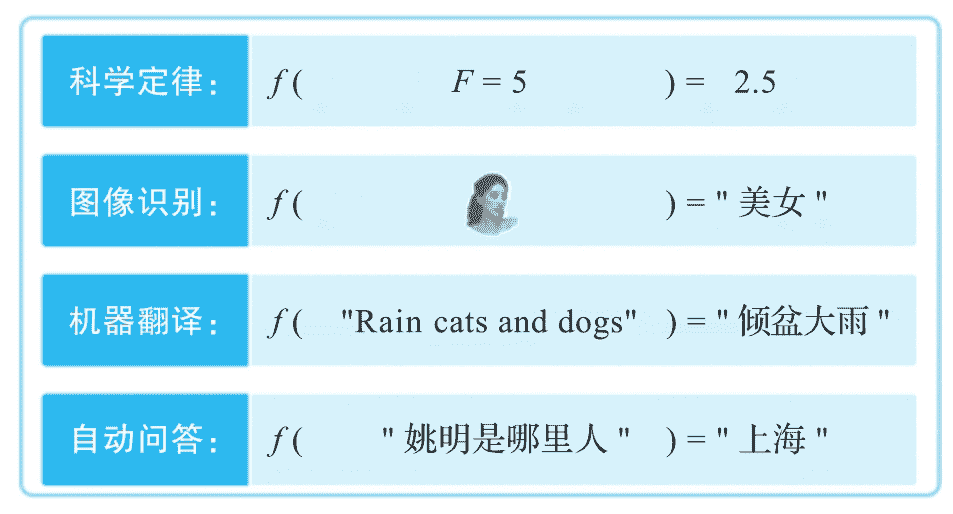 科学定律： f ( F = 5 ) = 2.5
图像识别： f ( ) = " 美女 "
机器翻译： f ( "Rain cats and dogs" ) = " 倾盆大雨 "
自动问答： f ( " 姚明是哪里人 " ) = " 上海 "